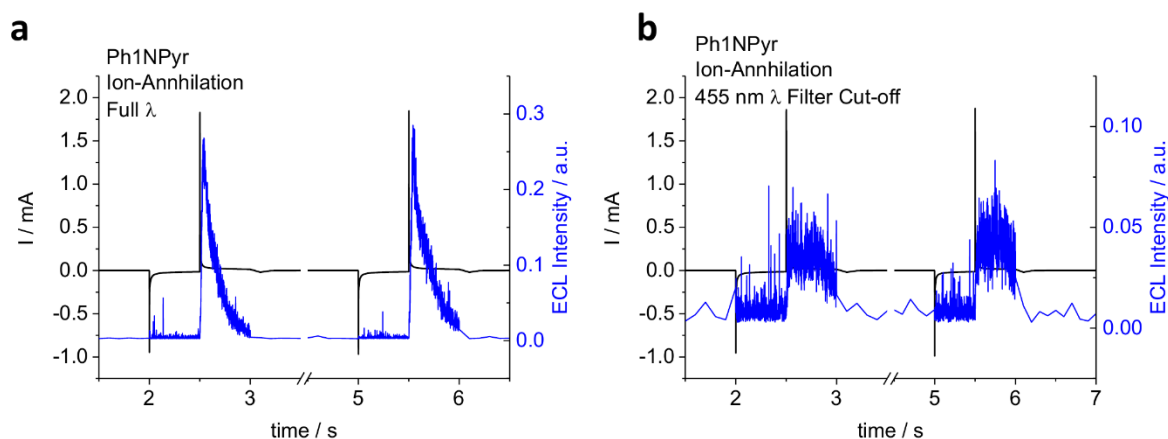 a
Ph1NPyr
Ion-Annhilation
Full λ
2.0
1.5
1.0
0.5
0.0
-0.5
-1.0
I / mA
0.3
0.2
0.1
0.0
ECL Intensity / a.u.
2
3
5
6
time / s
b
Ph1NPyr
Ion-Annhilation
455 nm λ Filter Cut-off
2.0
1.5
1.0
0.5
0.0
-0.5
-1.0
I / mA
0.10
0.05
0.00
ECL Intensity / a.u.
2
3
5
6
7
time / s